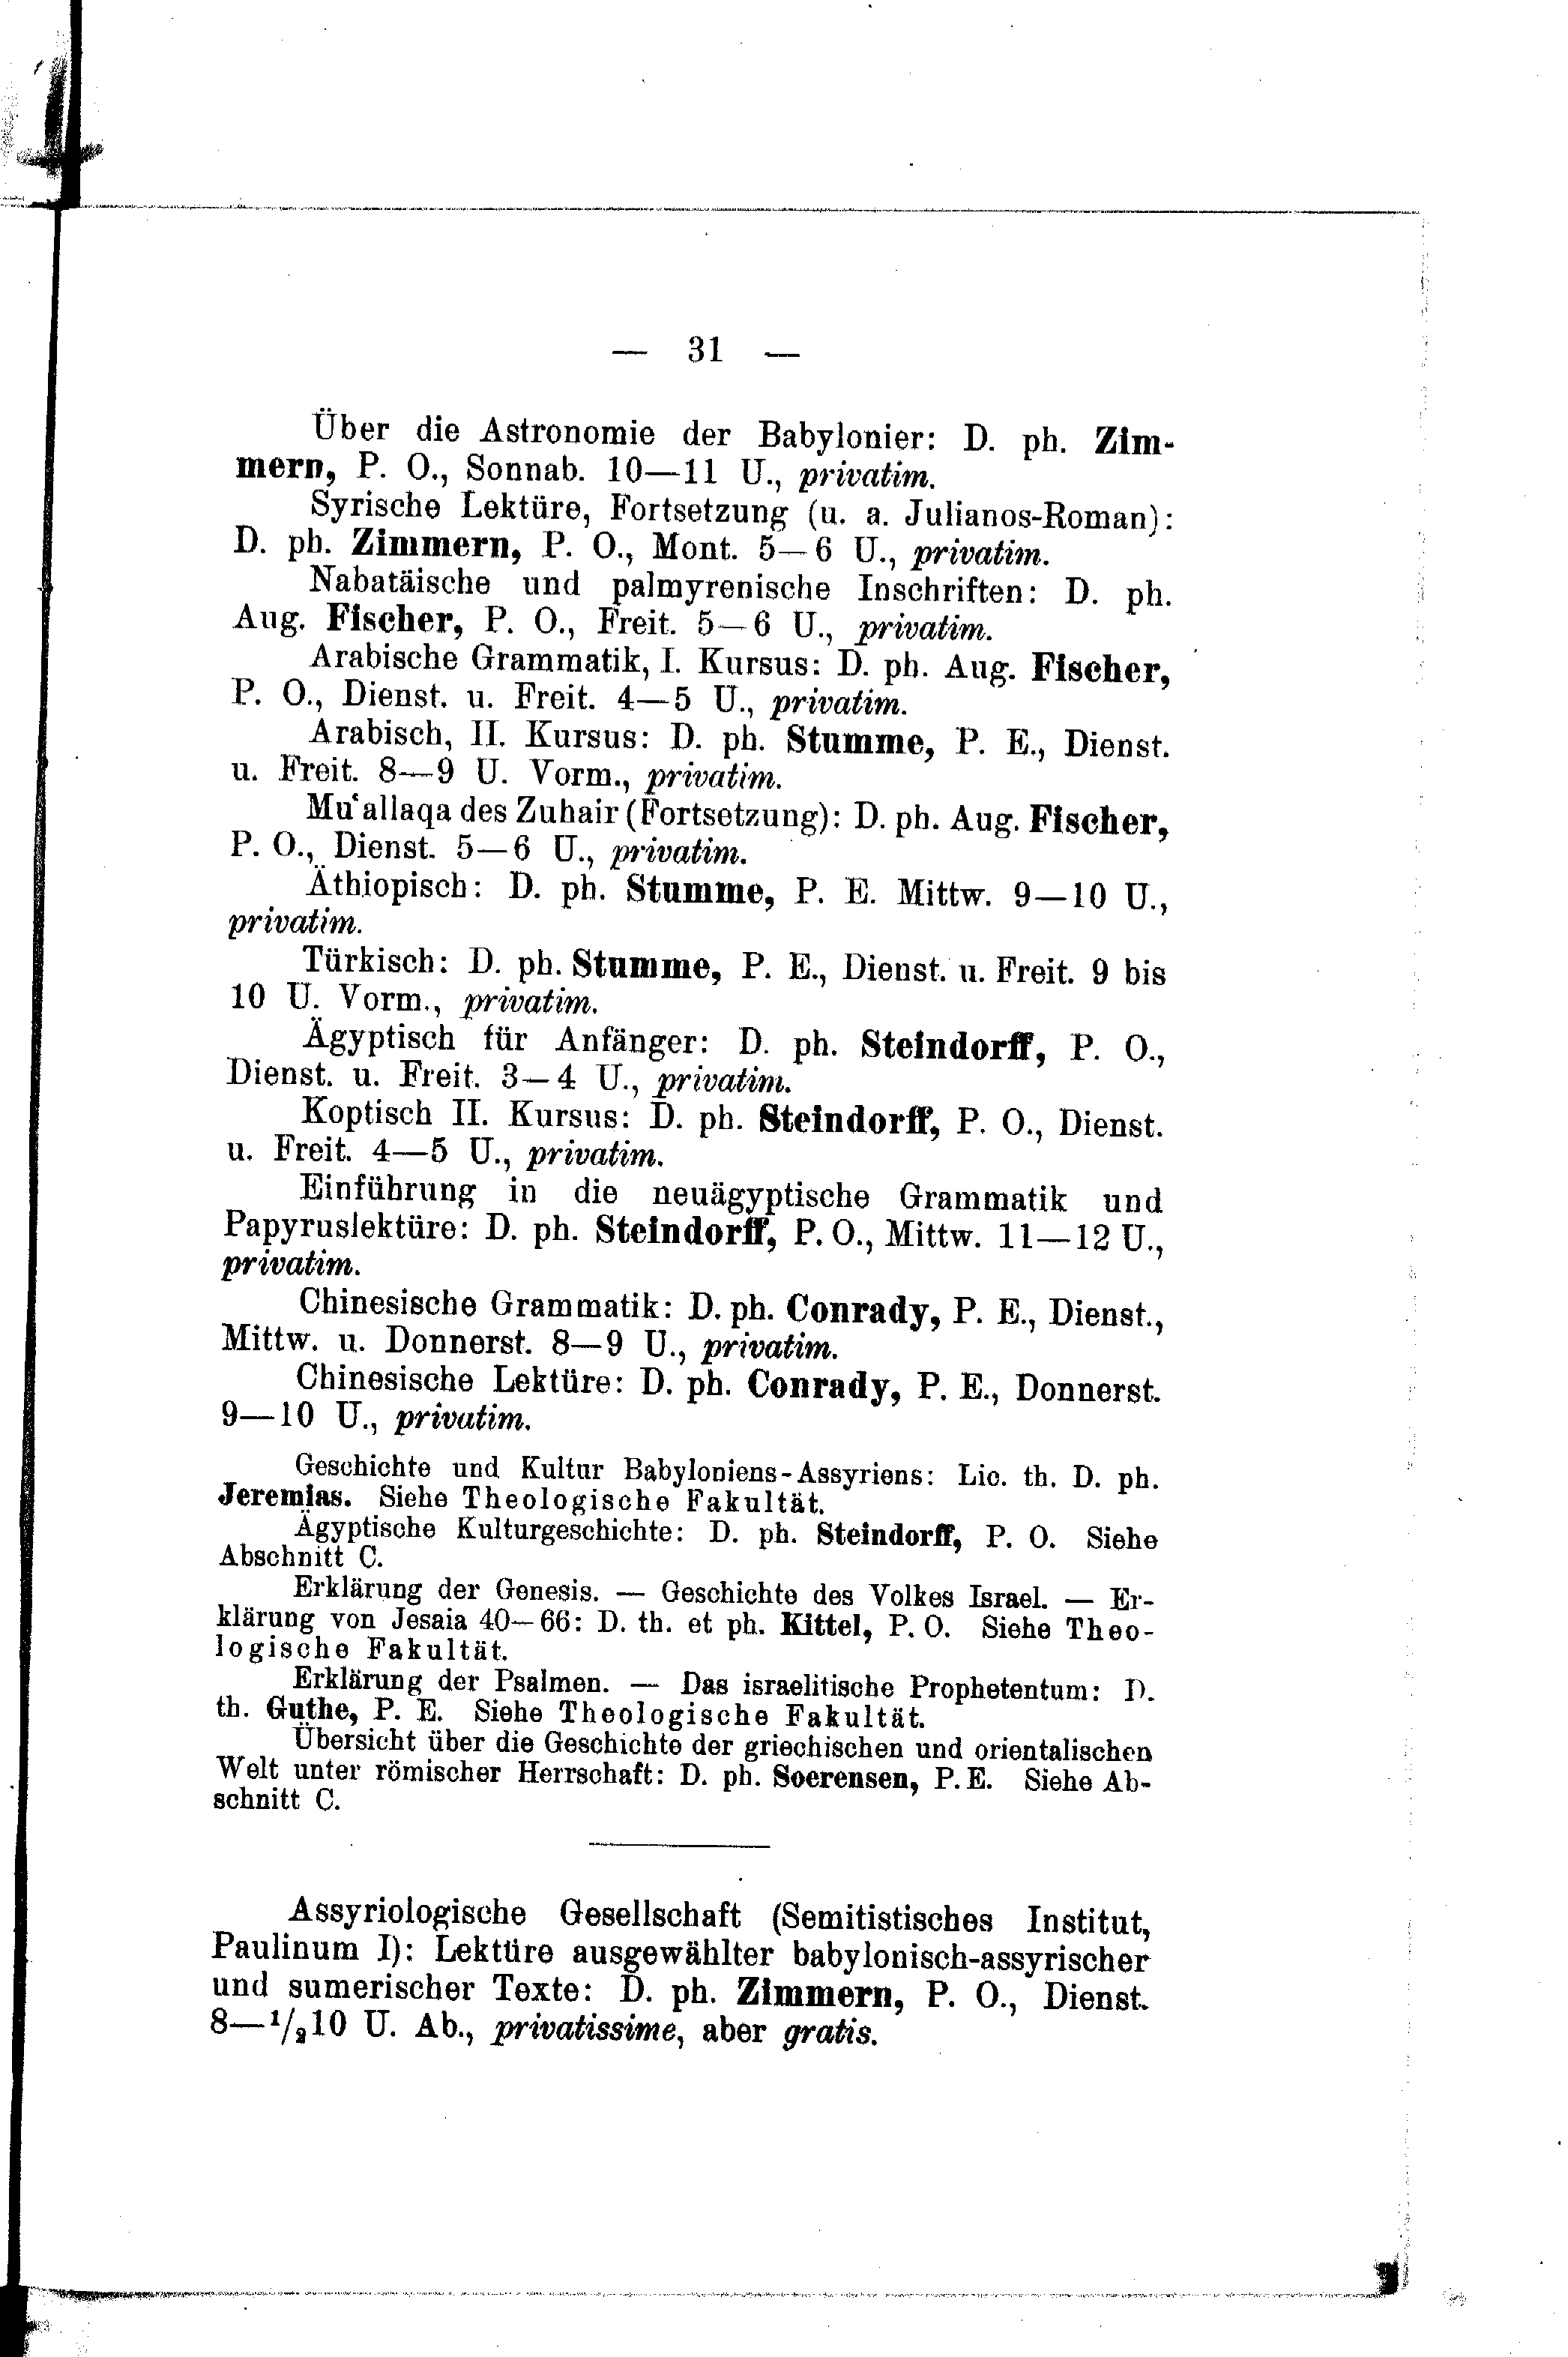 — 31 —
Über die Astronomie der Babylonier: D. ph. Zim-
mern, P. O., Sonnab. 10—11 U., privatim.
Syrische Lektüre, Fortsetzung (u. a. Julianos-Roman):
D. ph. Zimmern, P. O., Mont. 5—6 U., privatim.
Nabatäische und palmyrenische Inschriften: D. ph.
Aug. Fischer, P. O., Freit. 5—6 U., privatim.
Arabische Grammatik, I. Kursus: D. ph. Aug. Fischer,
P. O., Dienst. u. Freit. 4—5 U., privatim.
Arabisch, II. Kursus: D. ph. Stumme, P. E., Dienst.
u. Freit. 8—9 U. Vorm., privatim.
Muʿallaqa des Zuhair (Fortsetzung): D. ph. Aug. Fischer,
P. O., Dienst. 5—6 U., privatim.
Äthiopisch: D. ph. Stumme, P. E. Mittw. 9—10 U.,
privatim.
Türkisch: D. ph. Stumme, P. E., Dienst. u. Freit. 9 bis
10 U. Vorm., privatim.
Ägyptisch für Anfänger: D. ph. Steindorff, P. O.,
Dienst. u. Freit. 3—4 U., privatim.
Koptisch II. Kursus: D. ph. Steindorff, P. O., Dienst.
u. Freit. 4—5 U., privatim.
Einführung in die neuägyptische Grammatik und
Papyruslektüre: D. ph. Steindorff, P. O., Mittw. 11—12 U.,
privatim.
Chinesische Grammatik: D. ph. Conrady, P. E., Dienst.,
Mittw. u. Donnerst. 8—9 U., privatim.
Chinesische Lektüre: D. ph. Conrady, P. E., Donnerst.
9—10 U., privatim.
Geschichte und Kultur Babyloniens-Assyriens: Lic. th. D. ph.
Jeremias. Siehe Theologische Fakultät.
Ägyptische Kulturgeschichte: D. ph. Steindorff, P. O. Siehe
Abschnitt C.
Erklärung der Genesis. — Geschichte des Volkes Israel. — Er-
klärung von Jesaia 40—66: D. th. et ph. Kittel, P. O. Siehe Theo-
logische Fakultät.
Erklärung der Psalmen. — Das israelitische Prophetentum: D.
th. Guthe, P. E. Siehe Theologische Fakultät.
Übersicht über die Geschichte der griechischen und orientalischen
Welt unter römischer Herrschaft: D. ph. Soerensen, P. E. Siehe Ab-
schnitt C.
Assyriologische Gesellschaft (Semitistisches Institut,
Paulinum I): Lektüre ausgewählter babylonisch-assyrischer
und sumerischer Texte: D. ph. Zimmern, P. O., Dienst.
8—1/210 U. Ab., privatissime, aber gratis.